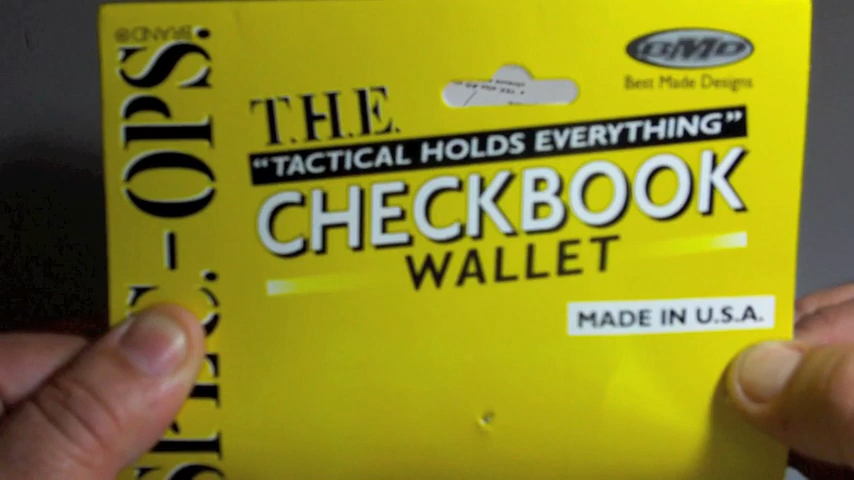 SPEC.-OPS.
BRAND®
BMD
Best Made Designs
T.H.E.
"TACTICAL HOLDS EVERYTHING"
CHECKBOOK
WALLET
MADE IN U.S.A.